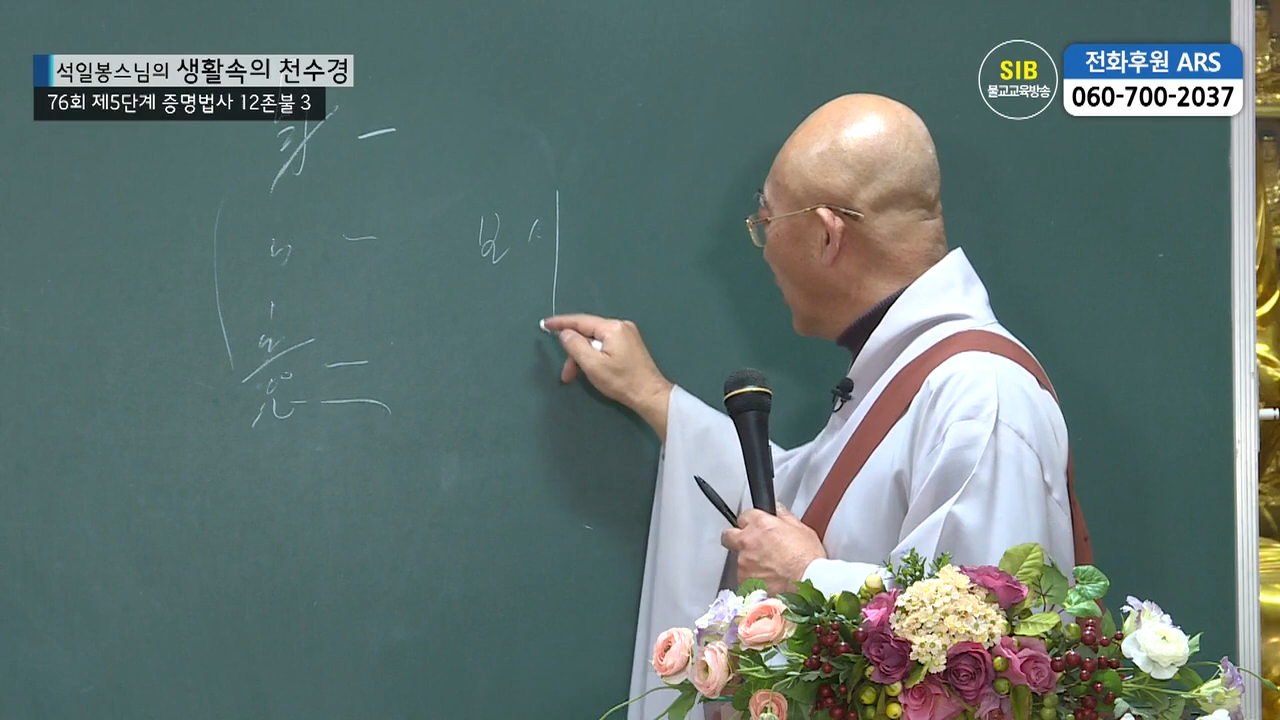 석일봉스님의 생활속의 천수경
76회 제5단계 증명법사 12존불 3
SIB
불교교육방송
전화후원 ARS
060-700-2037
보시